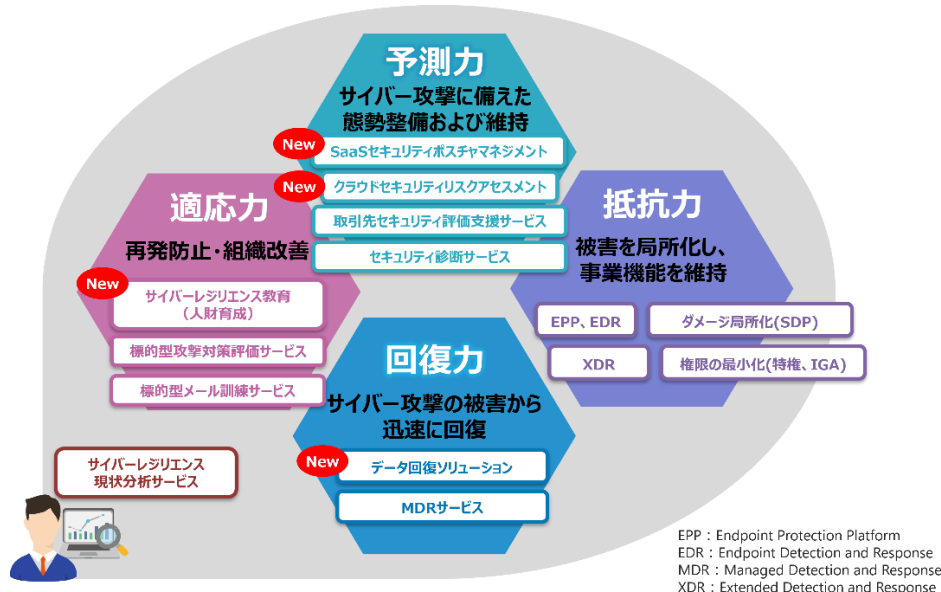 予測力
サイバー攻撃に備えた
態勢整備および維持
New
SaaSセキュリティポスチャマネジメント
New
クラウドセキュリティリスクアセスメント
取引先セキュリティ評価支援サービス
セキュリティ診断サービス
適応力
再発防止・組織改善
New
サイバーレジリエンス教育
（人財育成）
標的型攻撃対策評価サービス
標的型メール訓練サービス
抵抗力
被害を局所化し、
事業機能を維持
EPP、EDR
ダメージ局所化(SDP)
XDR
権限の最小化(特権、IGA)
回復力
サイバー攻撃の被害から
迅速に回復
New
データ回復ソリューション
MDRサービス
サイバーレジリエンス
現状分析サービス
EPP：Endpoint Protection Platform
EDR：Endpoint Detection and Response
MDR：Managed Detection and Response
XDR：Extended Detection and Response